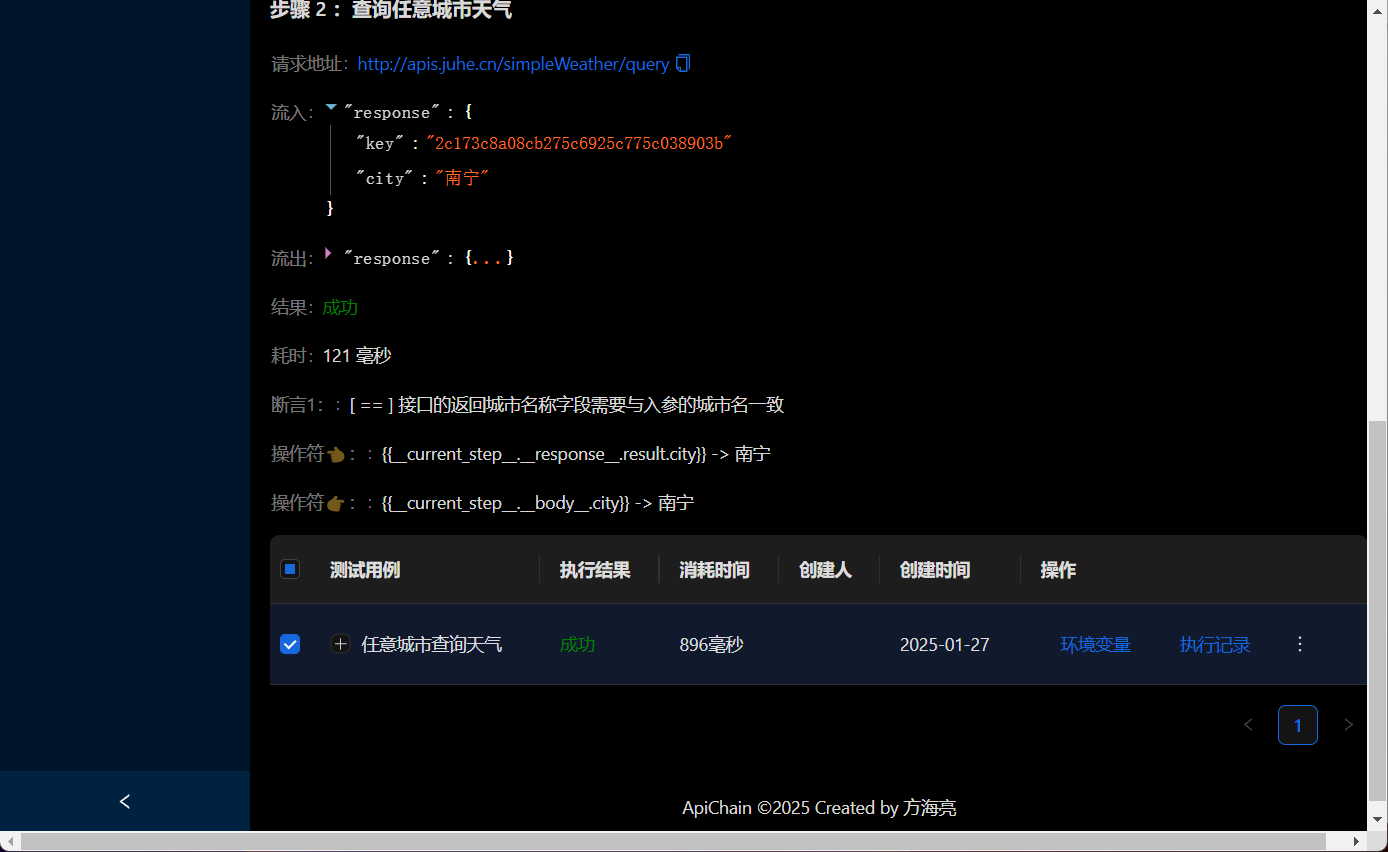 步骤 2 ： 查询任意城市天气
请求地址： http://apis.juhe.cn/simpleWeather/query
流入： "response" : {
"key" : "2c173c8a08cb275c6925c775c038903b"
"city" : "南宁"
}
流出： "response" : {...}
结果： 成功
耗时： 121 毫秒
断言1： : [ == ] 接口的返回城市名称字段需要与入参的城市名一致
操作符👈： : {{__current_step__.__response__.result.city}} -> 南宁
操作符👉： : {{__current_step__.__body__.city}} -> 南宁
测试用例 执行结果 消耗时间 创建人 创建时间 操作
任意城市查询天气 成功 896毫秒 2025-01-27 环境变量 执行记录
1
ApiChain ©2025 Created by 方海亮